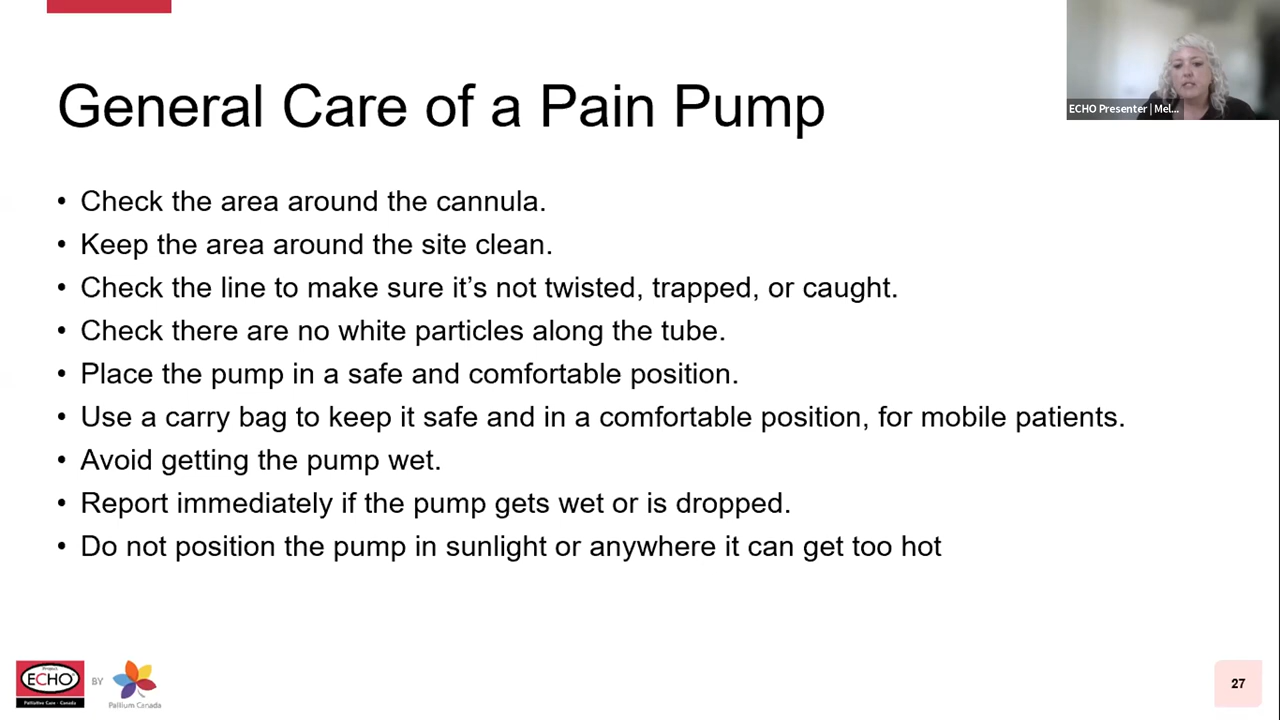 General Care of a Pain Pump
ECHO Presenter | Mel...
• Check the area around the cannula.
• Keep the area around the site clean.
• Check the line to make sure it’s not twisted, trapped, or caught.
• Check there are no white particles along the tube.
• Place the pump in a safe and comfortable position.
• Use a carry bag to keep it safe and in a comfortable position, for mobile patients.
• Avoid getting the pump wet.
• Report immediately if the pump gets wet or is dropped.
• Do not position the pump in sunlight or anywhere it can get too hot
Project
ECHO
Palliative Care - Canada
BY
Pallium Canada
27